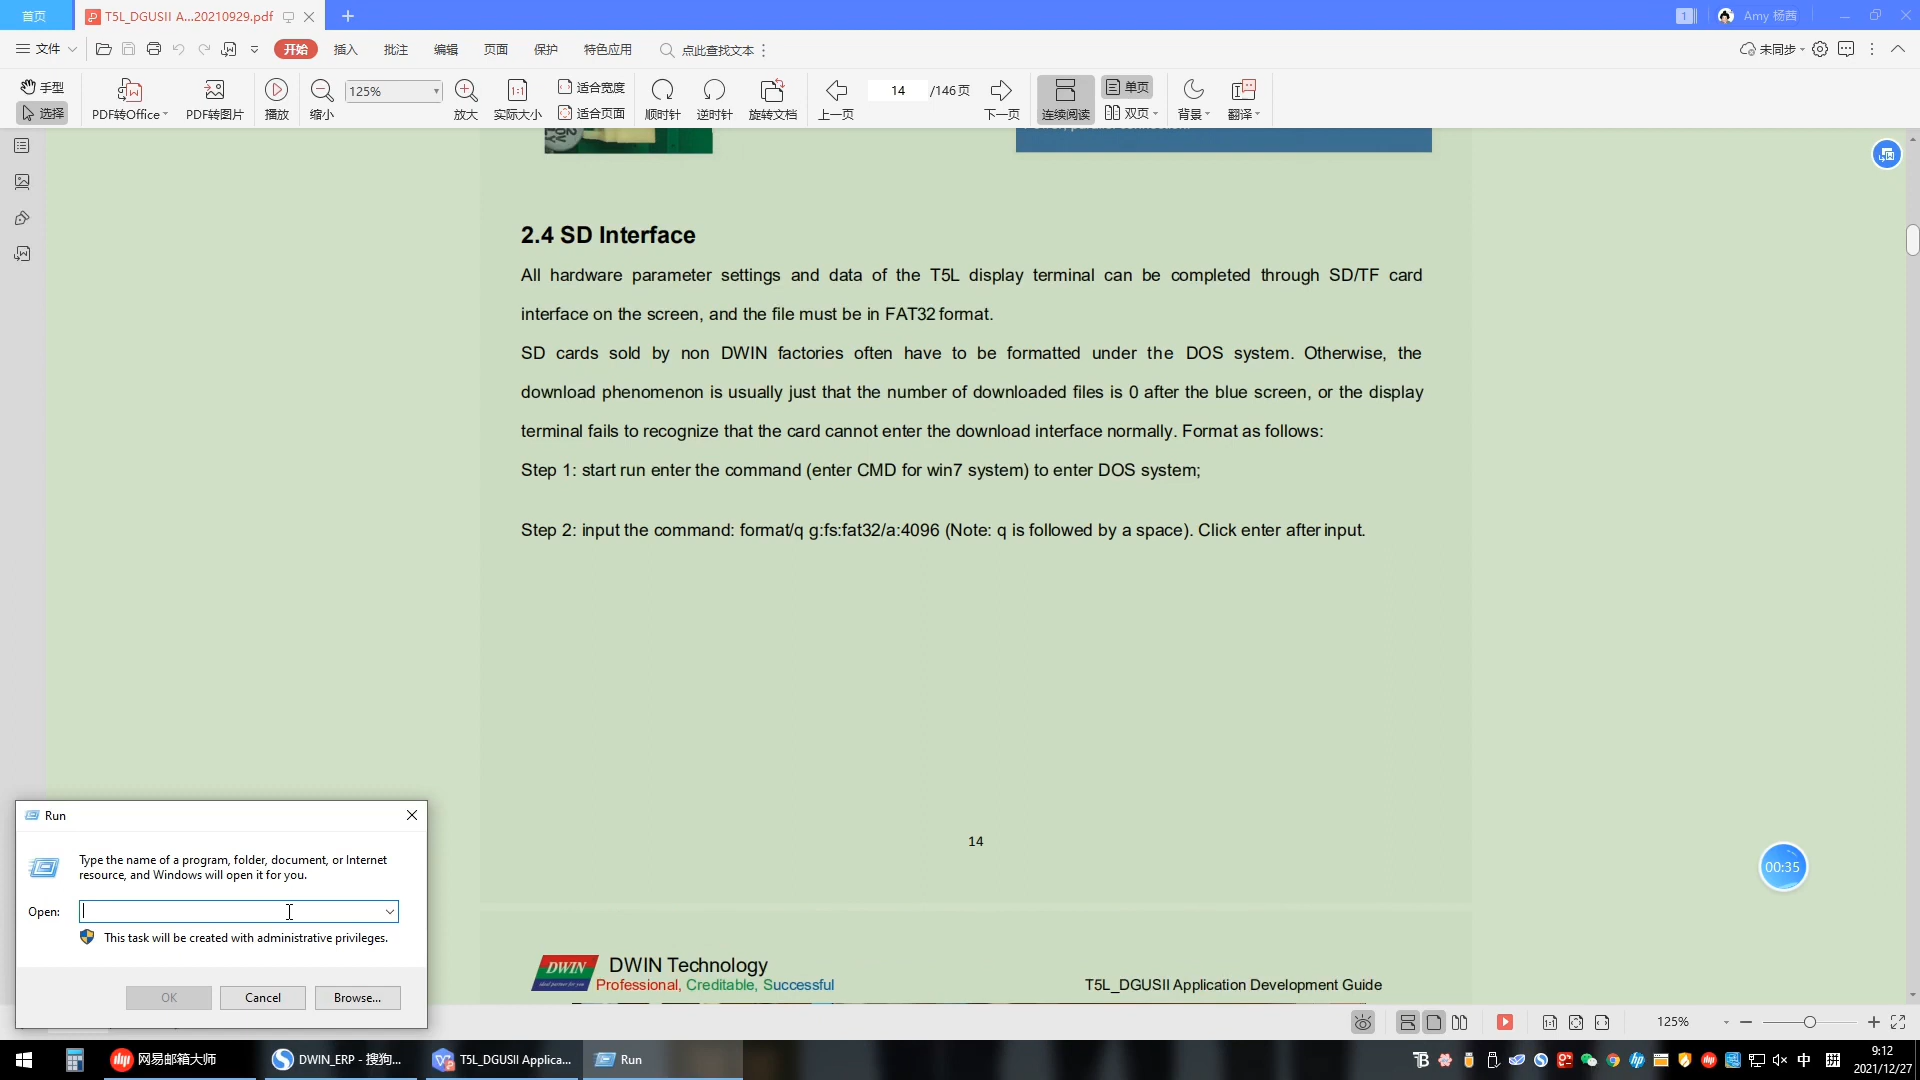 首页
T5L_DGUSII A...20210929.pdf
1
Amy 杨茜
文件
开始
插入
批注
编辑
页面
保护
特色应用
点此查找文本
未同步
手型
选择
PDF转Office
PDF转图片
播放
缩小
125%
放大
1:1
实际大小
适合宽度
适合页面
顺时针
逆时针
旋转文档
上一页
14
/146页
下一页
连续阅读
单页
双页
背景
翻译
2.4 SD Interface
All hardware parameter settings and data of the T5L display terminal can be completed through SD/TF card
interface on the screen, and the file must be in FAT32 format.
SD cards sold by non DWIN factories often have to be formatted under the DOS system. Otherwise, the
download phenomenon is usually just that the number of downloaded files is 0 after the blue screen, or the display
terminal fails to recognize that the card cannot enter the download interface normally. Format as follows:
Step 1: start run enter the command (enter CMD for win7 system) to enter DOS system;
Step 2: input the command: format/q g:fs:fat32/a:4096 (Note: q is followed by a space). Click enter after input.
14
00:35
Run
Type the name of a program, folder, document, or Internet
resource, and Windows will open it for you.
Open:
This task will be created with administrative privileges.
OK
Cancel
Browse...
DWIN
DWIN Technology
Professional, Creditable, Successful
T5L_DGUSII Application Development Guide
125%
网易邮箱大师
DWIN_ERP - 搜狗...
T5L_DGUSII Applica...
Run
中
9:12
2021/12/27